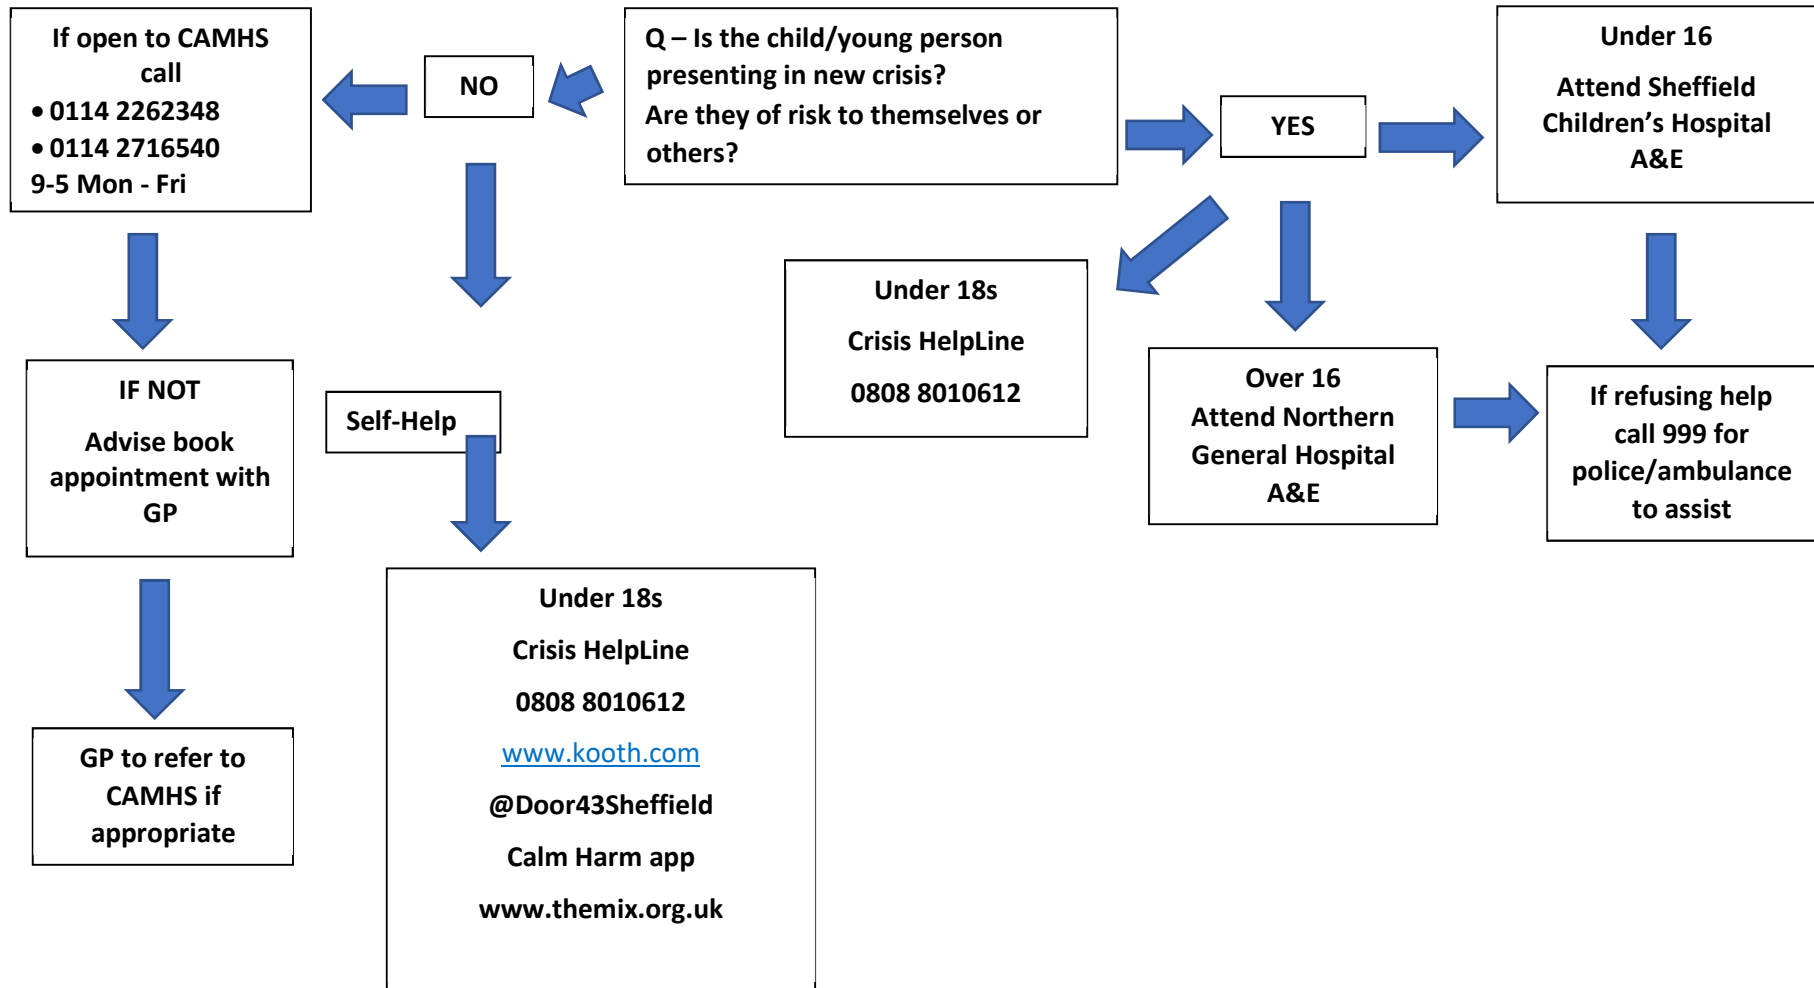 If open to CAMHS
call
• 0114 2262348
• 0114 2716540
9-5 Mon - Fri
NO
Q – Is the child/young person
presenting in new crisis?
Are they of risk to themselves or
others?
YES
Under 16
Attend Sheffield
Children’s Hospital
A&E
Under 18s
Crisis HelpLine
0808 8010612
Over 16
Attend Northern
General Hospital
A&E
If refusing help
call 999 for
police/ambulance
to assist
IF NOT
Advise book
appointment with
GP
Self-Help
Under 18s
Crisis HelpLine
0808 8010612
www.kooth.com
@Door43Sheffield
Calm Harm app
www.themix.org.uk
GP to refer to
CAMHS if
appropriate